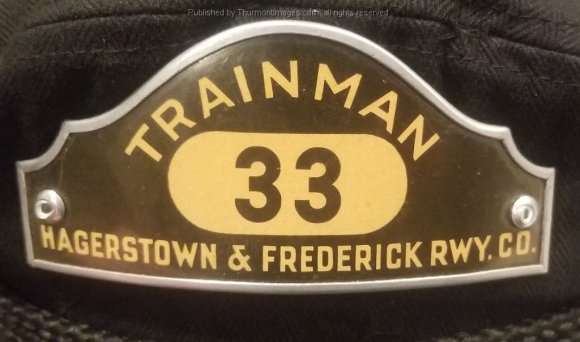 Published by Thurmontimages.com, all rights reserved
TRAINMAN
33
HAGERSTOWN & FREDERICK RWY. CO.